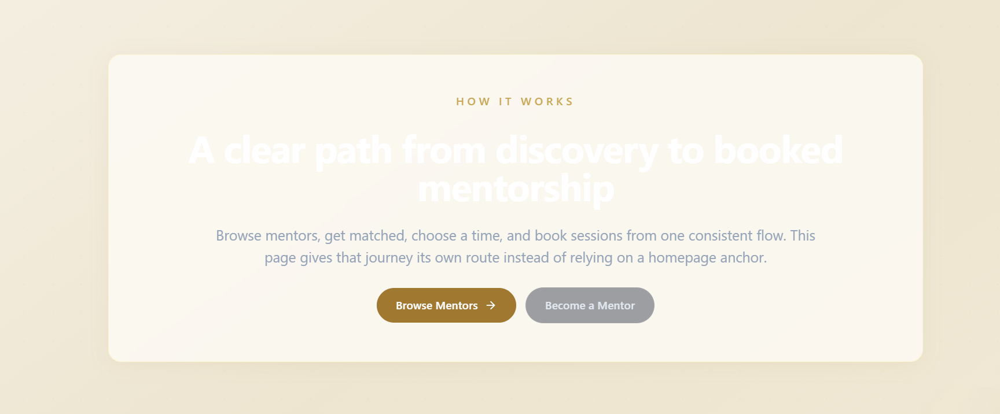 HOW IT WORKS
A clear path from discovery to booked
mentorship
Browse mentors, get matched, choose a time, and book sessions from one consistent flow. This
page gives that journey its own route instead of relying on a homepage anchor.
Browse Mentors →
Become a Mentor